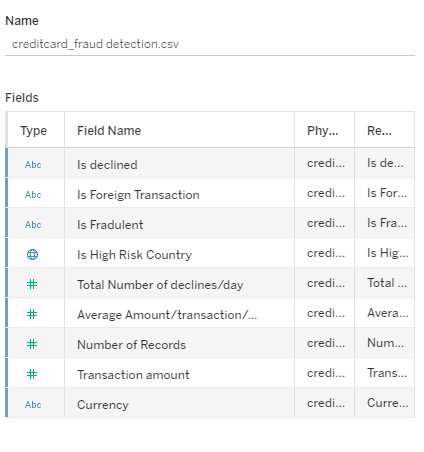 Name
creditcard_fraud detection.csv
Fields
Type Field Name Phy... Re...
Abc Is declined credi... Is de...
Abc Is Foreign Transaction credi... Is For...
Abc Is Fradulent credi... Is Fra...
Is High Risk Country credi... Is Hig...
# Total Number of declines/day credi... Total ...
# Average Amount/transaction/... credi... Avera...
# Number of Records credi... Num...
# Transaction amount credi... Trans...
Abc Currency credi... Curre...